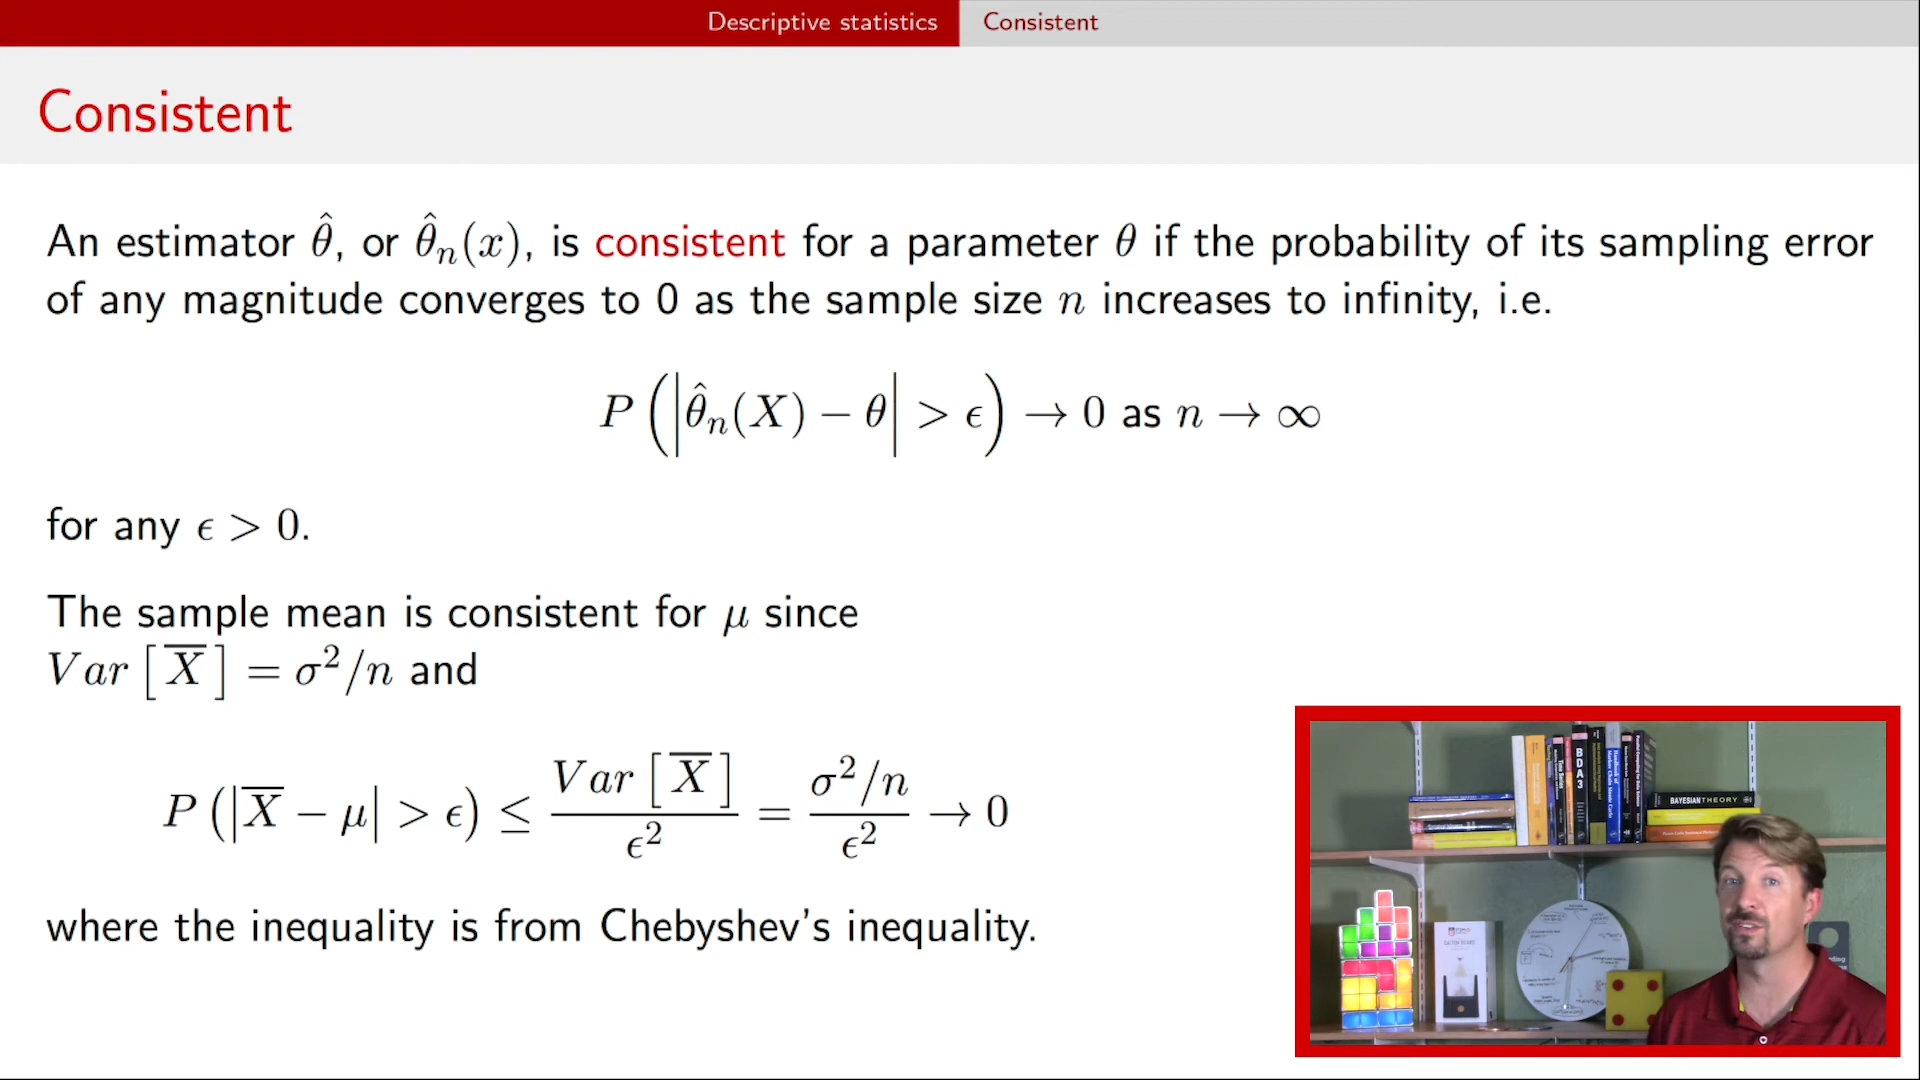 Descriptive statistics
Consistent
Consistent
An estimator θ̂, or θ̂ₙ(x), is consistent for a parameter θ if the probability of its sampling error
of any magnitude converges to 0 as the sample size n increases to infinity, i.e.
P(|θ̂ₙ(X) − θ| > ϵ) → 0 as n → ∞
for any ϵ > 0.
The sample mean is consistent for μ since
Var[X̄] = σ²/n and
P(|X̄ − μ| > ϵ) ≤ Var[X̄]/ϵ² = (σ²/n)/ϵ² → 0
where the inequality is from Chebyshev's inequality.
BDA3
BAYESIAN THEORY
GALTON BOARD